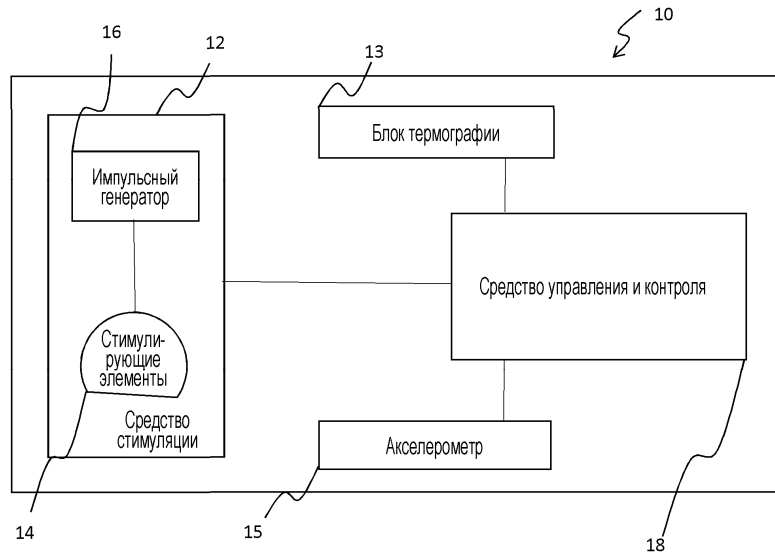 10
16
12
13
Импульсный
генератор
Блок термографии
Средство управления и контроля
Стимули-
рующие
элементы
Средство
стимуляции
Акселерометр
14
15
18